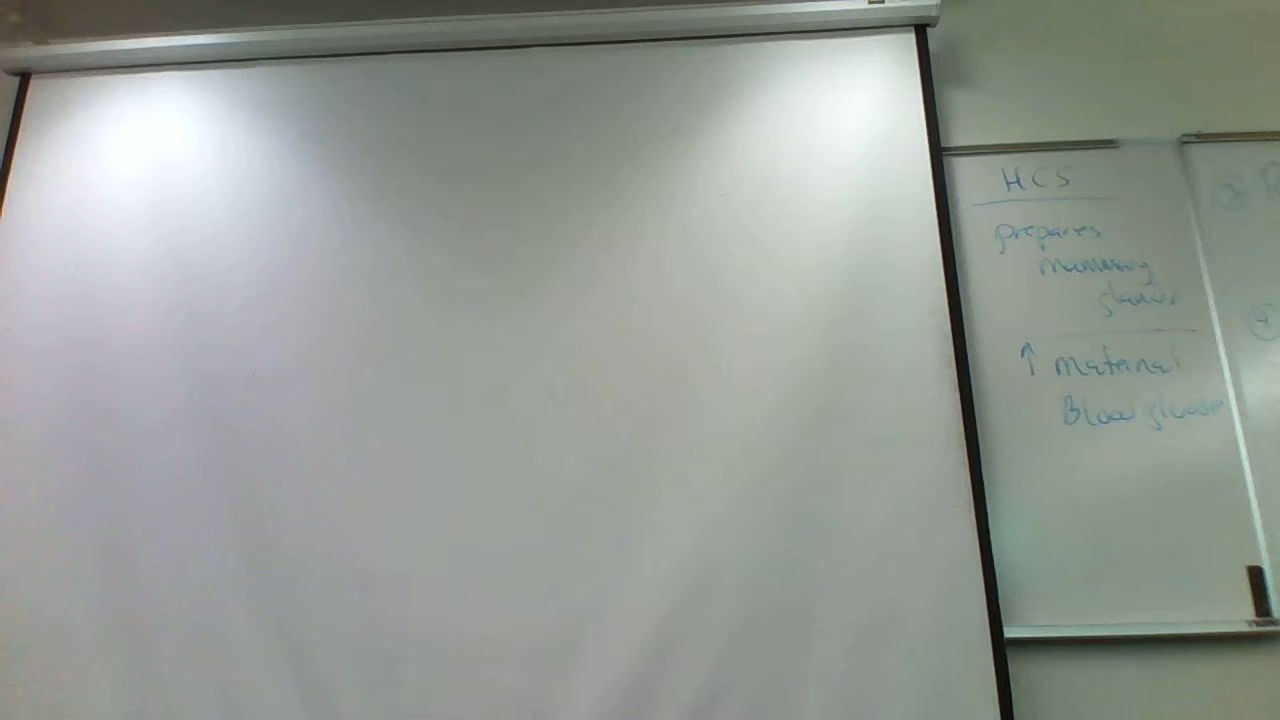 HCS
prepares
mammary
glands
↑ Maternal
Blood glucose